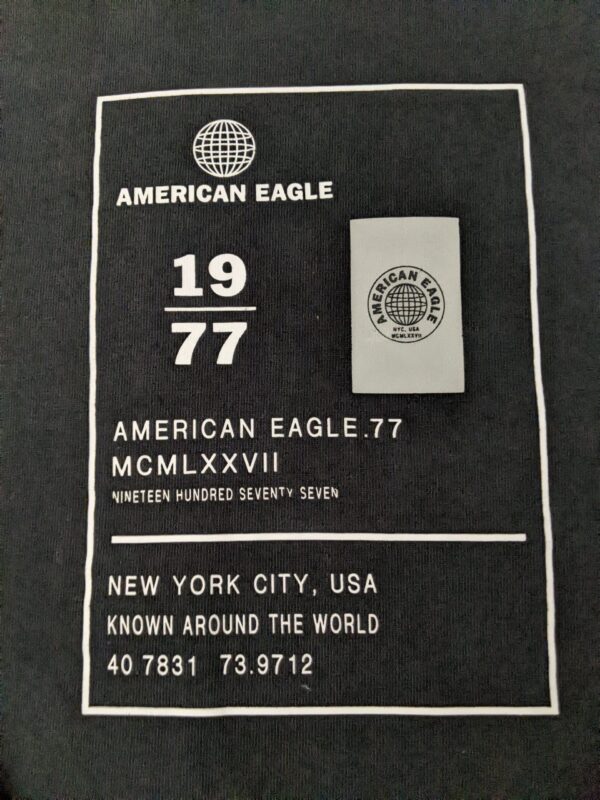 AMERICAN EAGLE
19
77
AMERICAN EAGLE
NYC, USA
MCMLXXVII
AMERICAN EAGLE.77
MCMLXXVII
NINETEEN HUNDRED SEVENTY SEVEN
NEW YORK CITY, USA
KNOWN AROUND THE WORLD
40.7831 73.9712